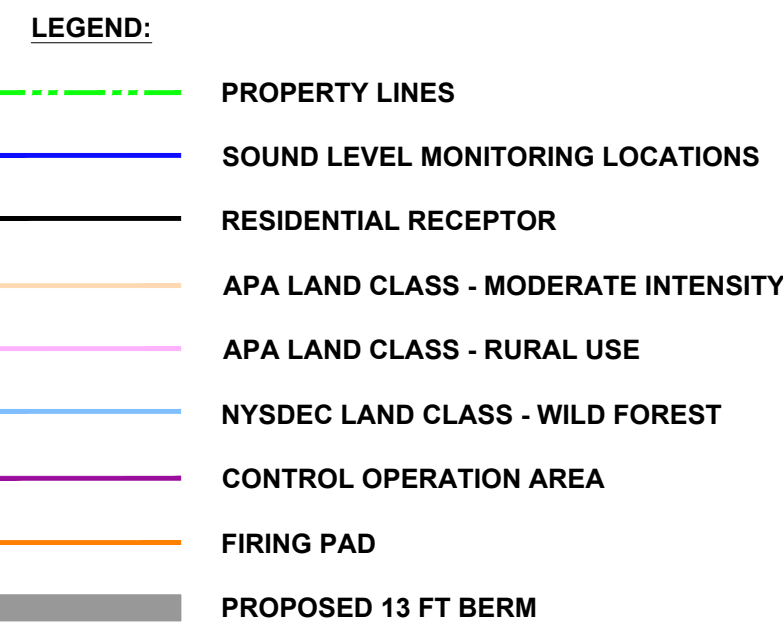 LEGEND:
PROPERTY LINES
SOUND LEVEL MONITORING LOCATIONS
RESIDENTIAL RECEPTOR
APA LAND CLASS - MODERATE INTENSITY
APA LAND CLASS - RURAL USE
NYSDEC LAND CLASS - WILD FOREST
CONTROL OPERATION AREA
FIRING PAD
PROPOSED 13 FT BERM